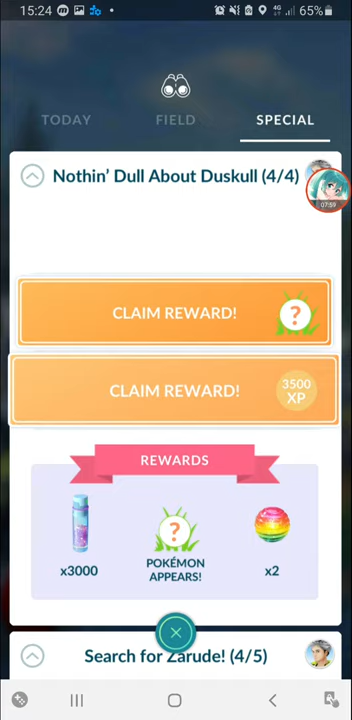 15:24
4G
65%
TODAY
FIELD
SPECIAL
Nothin' Dull About Duskull (4/4)
07:59
CLAIM REWARD!
?
CLAIM REWARD!
3500
XP
REWARDS
?
x3000
POKÉMON
APPEARS!
x2
Search for Zarude! (4/5)